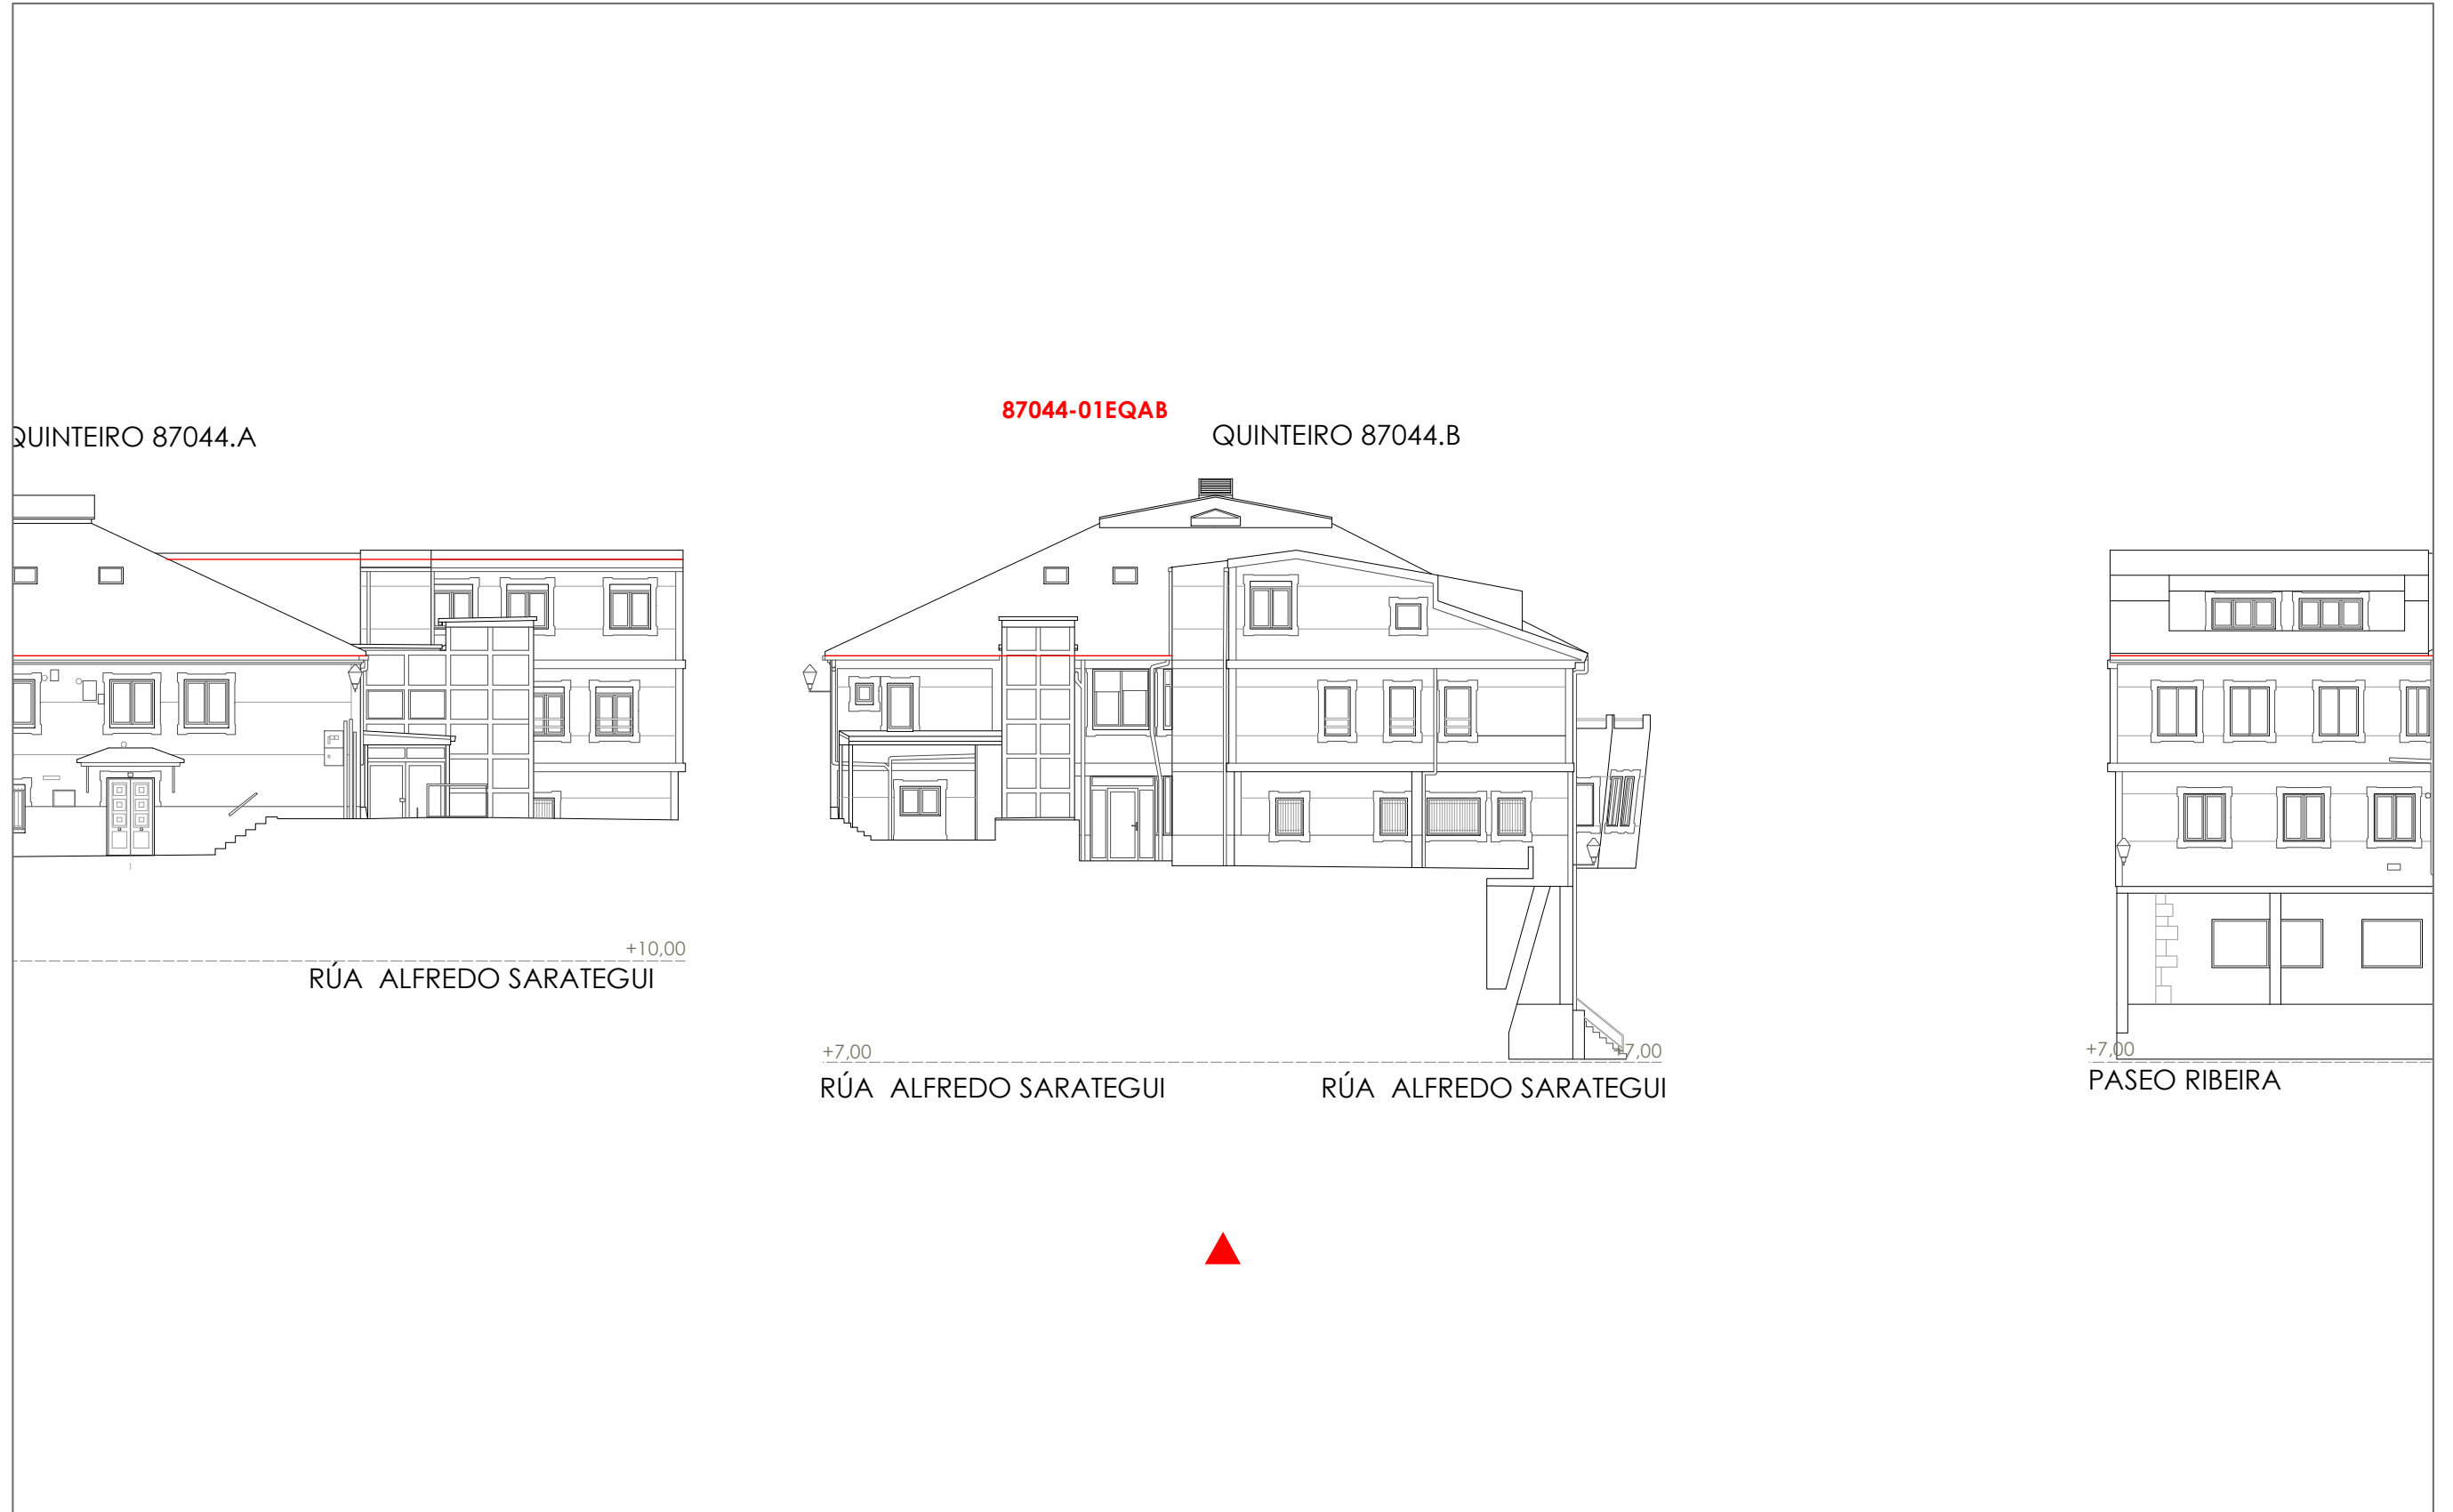 87044-01EQAB
QUINTEIRO 87044.A
QUINTEIRO 87044.B
+10,00
RÚA ALFREDO SARATEGUI
+7,00
+7,00
+7,00
RÚA ALFREDO SARATEGUI
RÚA ALFREDO SARATEGUI
PASEO RIBEIRA